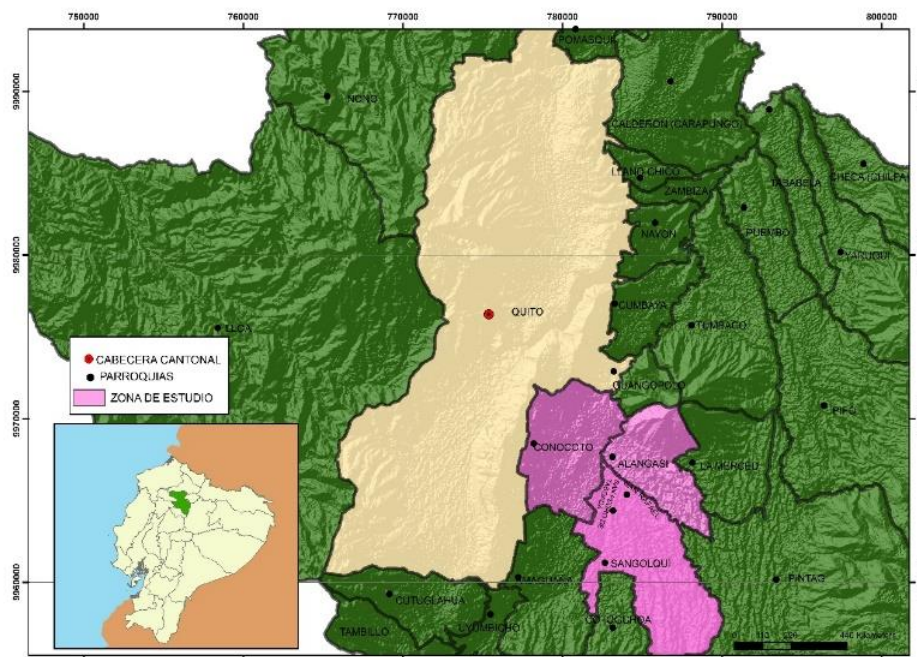 750000 760000 770000 780000 790000 800000
POMASQUI
9990000
NONO
CALDERON (CARAPUNGO)
LLANO CHICO
ZAMBIZA
TABABELA
CHECA (CHILPA)
NAYON
PUEMBO
9980000
YARUQUI
CUMBAYA
QUITO
LLOA
TUMBACO
CABECERA CANTONAL
PARROQUIAS
ZONA DE ESTUDIO
GUANGOPOLO
9970000
PIFO
CONOCOTO
ALANGASI
LA MERCED
SANGOLQUI
9960000
PINTAG
CUTUGLAHUA
UYUMBICHO
TAMBILLO